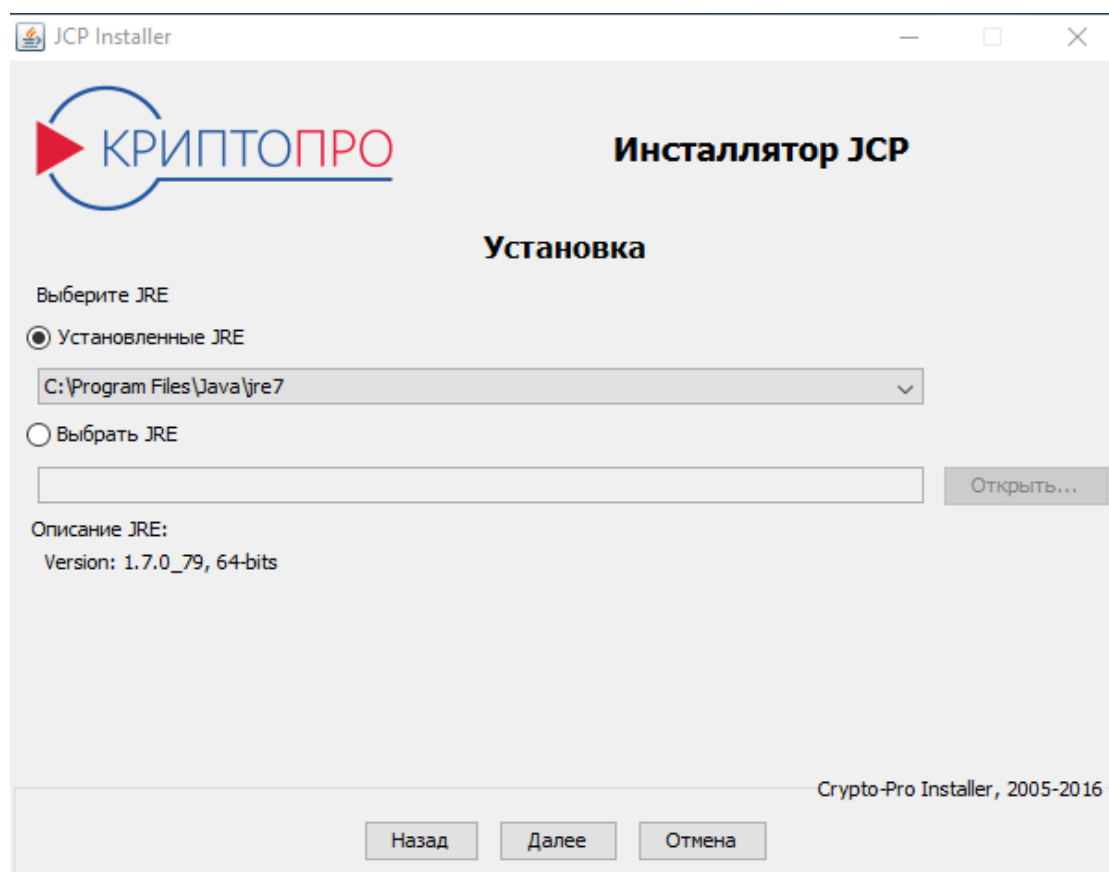 JCP Installer
КРИПТОПРО
Инсталлятор JCP
Установка
Выберите JRE
Установленные JRE
C:\Program Files\Java\jre7
Выбрать JRE
Открыть...
Описание JRE:
Version: 1.7.0_79, 64-bits
Crypto-Pro Installer, 2005-2016
Назад Далее Отмена